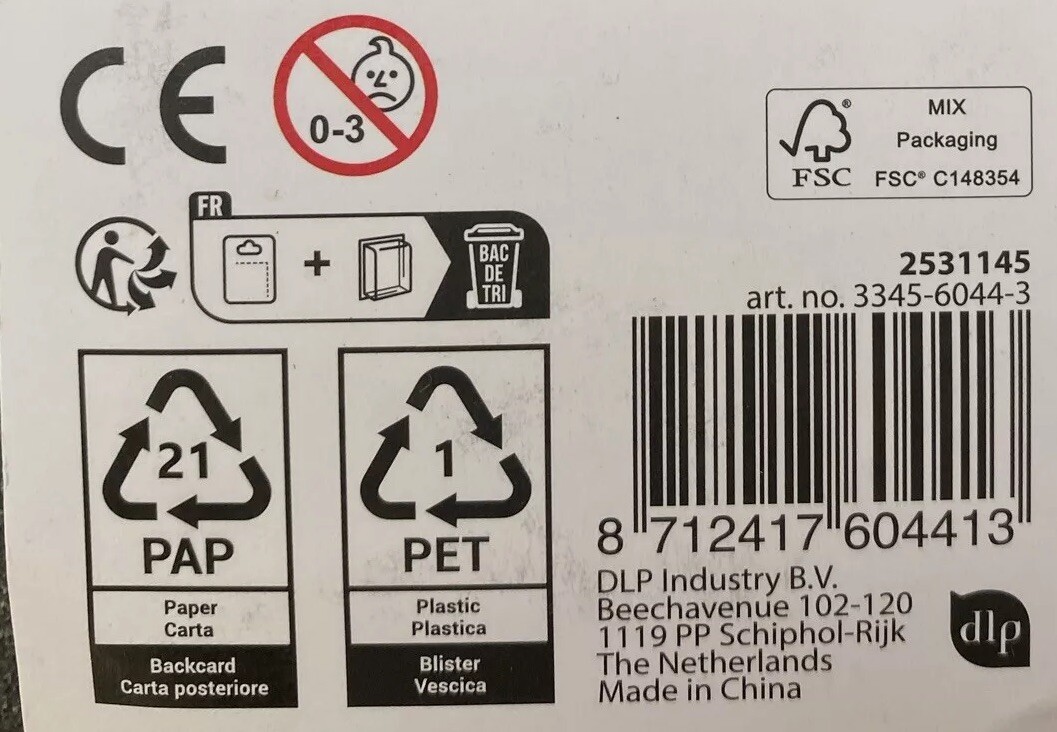 CE
0-3
FSC®
MIX
Packaging
FSC® C148354
FR
+
BAC
DE
TRI
2531145
art. no. 3345-6044-3
8 712417 604413
21
PAP
Paper
Carta
Backcard
Carta posteriore
1
PET
Plastic
Plastica
Blister
Vescica
DLP Industry B.V.
Beechavenue 102-120
1119 PP Schiphol-Rijk
The Netherlands
Made in China
dlp